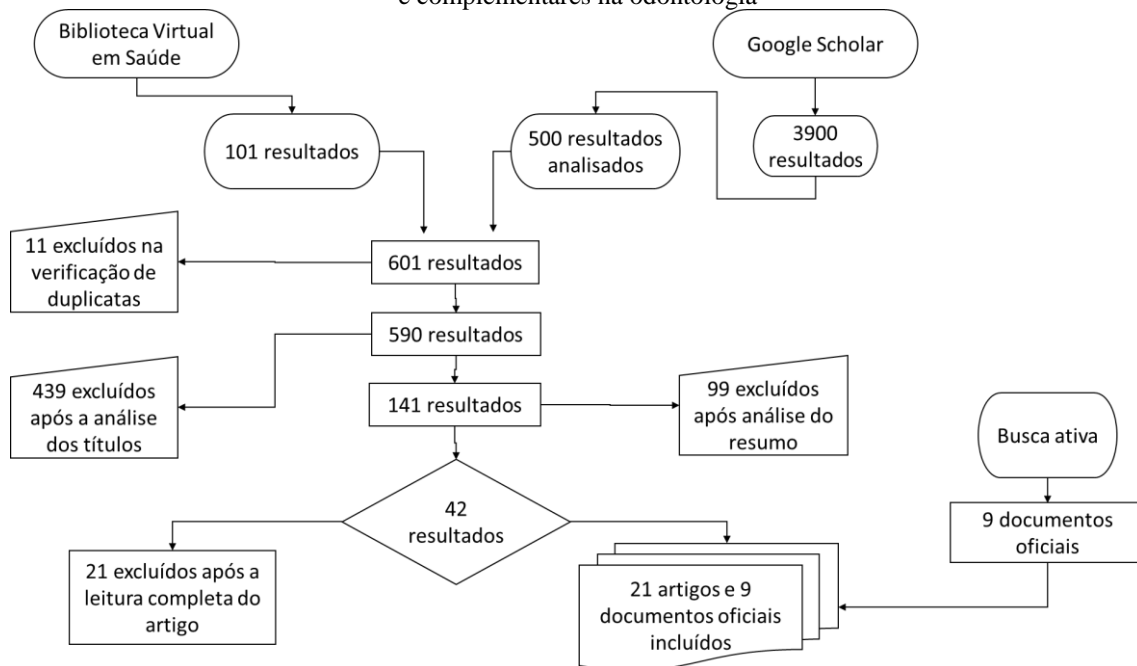 e complementares na odontologia
Biblioteca Virtual
em Saúde
Google Scholar
101 resultados
500 resultados
analisados
3900
resultados
11 excluídos na
verificação de
duplicatas
601 resultados
590 resultados
439 excluídos
após a análise
dos títulos
141 resultados
99 excluídos
após análise do
resumo
Busca ativa
42
resultados
9 documentos
oficiais
21 excluídos após a
leitura completa do
artigo
21 artigos e 9
documentos oficiais
incluídos